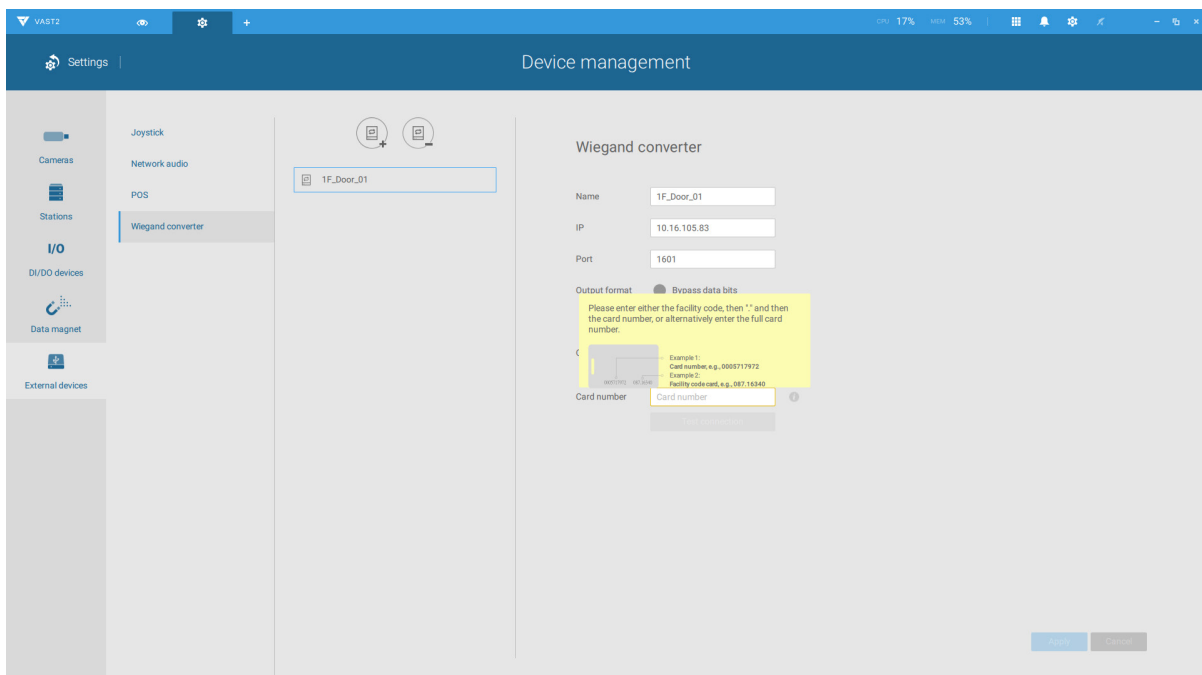 VAST2
+
CPU 17% MEM 53%
Settings
Device management
Cameras
Stations
I/O
DI/DO devices
Data magnet
External devices
Joystick
Network audio
POS
Wiegand converter
1F_Door_01
Wiegand converter
Name 1F_Door_01
IP 10.16.105.83
Port 1601
Output format Bypass data bits
Please enter either the facility code, then "." and then
the card number, or alternatively enter the full card
number.
Example 1:
Card number, e.g., 0005717972
Example 2:
Facility code card, e.g., 087.16340
Card number Card number
Apply Cancel